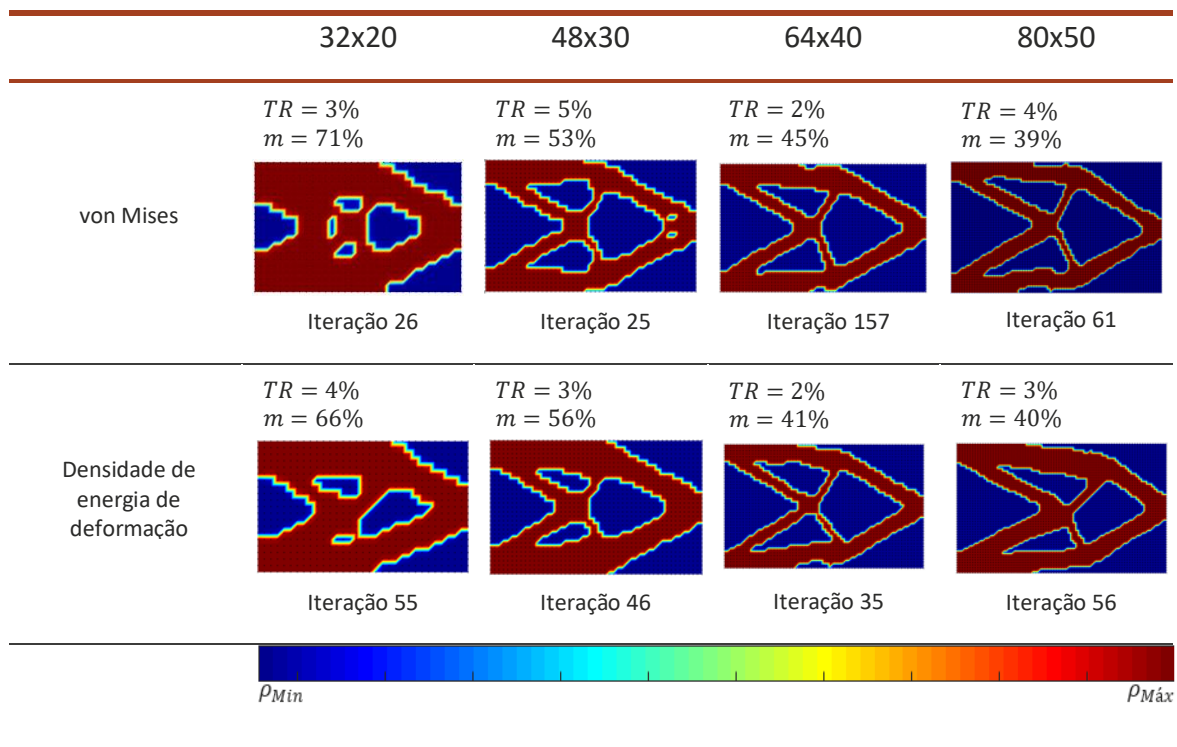 32x20 48x30 64x40 80x50
TR = 3% TR = 5% TR = 2% TR = 4%
m = 71% m = 53% m = 45% m = 39%
von Mises
Iteração 26 Iteração 25 Iteração 157 Iteração 61
TR = 4% TR = 3% TR = 2% TR = 3%
m = 66% m = 56% m = 41% m = 40%
Densidade de
energia de
deformação
Iteração 55 Iteração 46 Iteração 35 Iteração 56
ρMin ρMáx